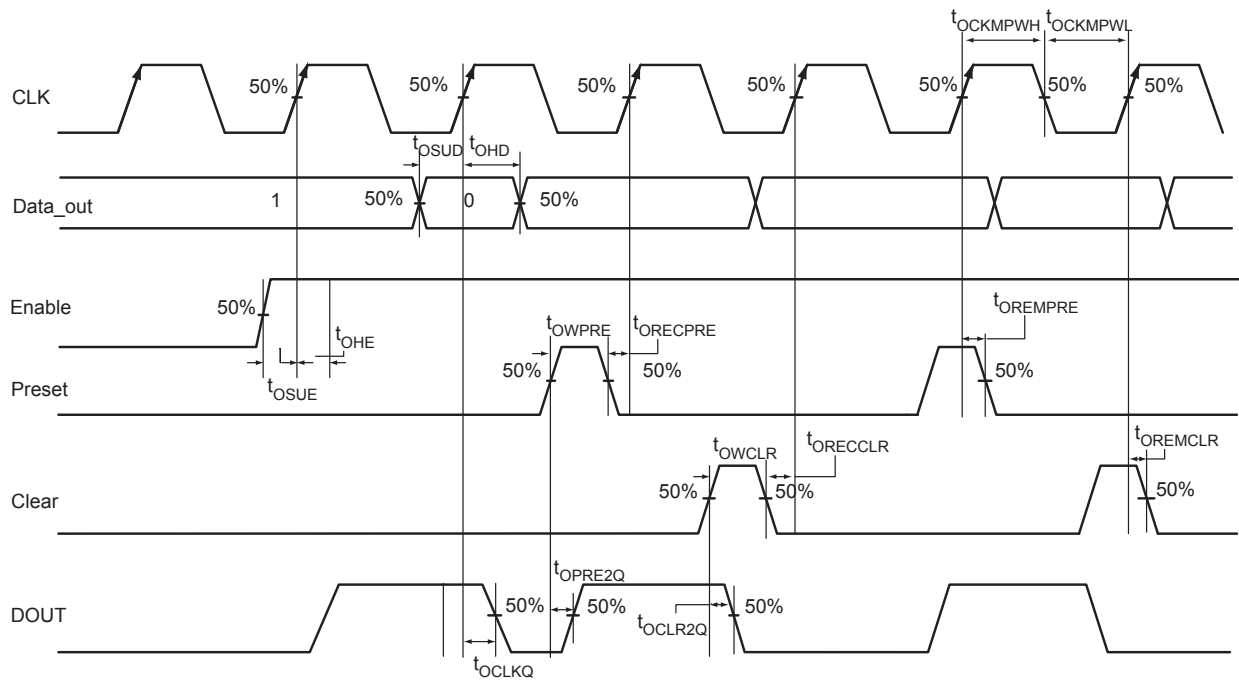 tOCKMPWH tOCKMPWL
CLK 50% 50% 50% 50% 50% 50% 50%
tOSUD tOHD
Data_out 1 50% 0 50%
Enable 50%
tOHE
tOSUE
tOWPRE tORECPRE tOREMPRE
Preset 50% 50% 50%
tOWCLR tORECCLR tOREMCLR
Clear 50% 50% 50%
tOPRE2Q
DOUT 50% 50% 50%
tOCLR2Q
tOCLKQ